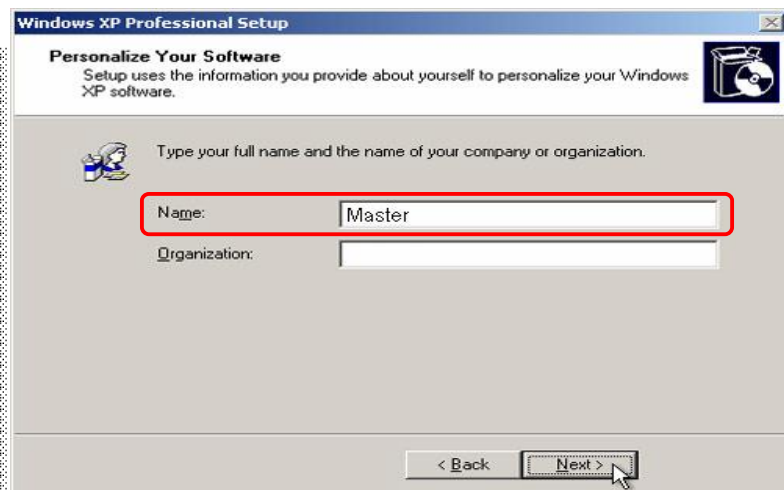 Windows XP Professional Setup
Personalize Your Software
Setup uses the information you provide about yourself to personalize your Windows
XP software.
Type your full name and the name of your company or organization.
Name: Master
Organization:
< Back Next >